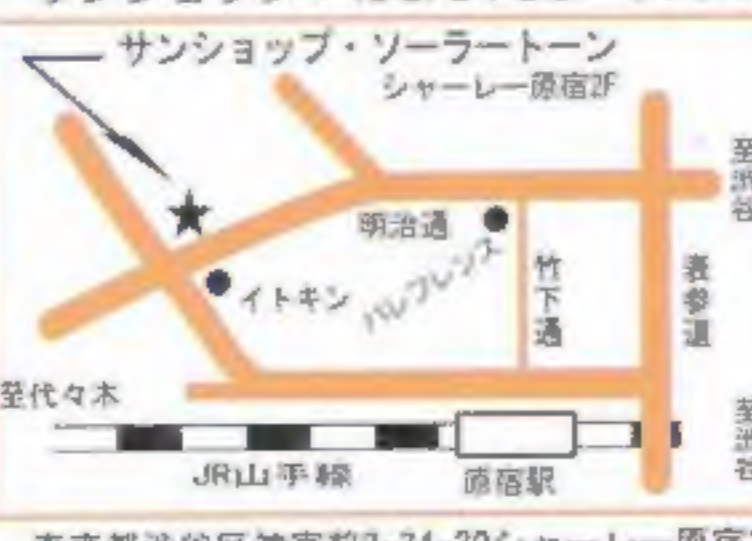 サンショップ・ソーラートーン
シャーレー原宿2F
至渋谷
明治通
パレフレンス
竹下通
表参道
イトキン
至代々木
至渋谷
JR山手線
原宿駅